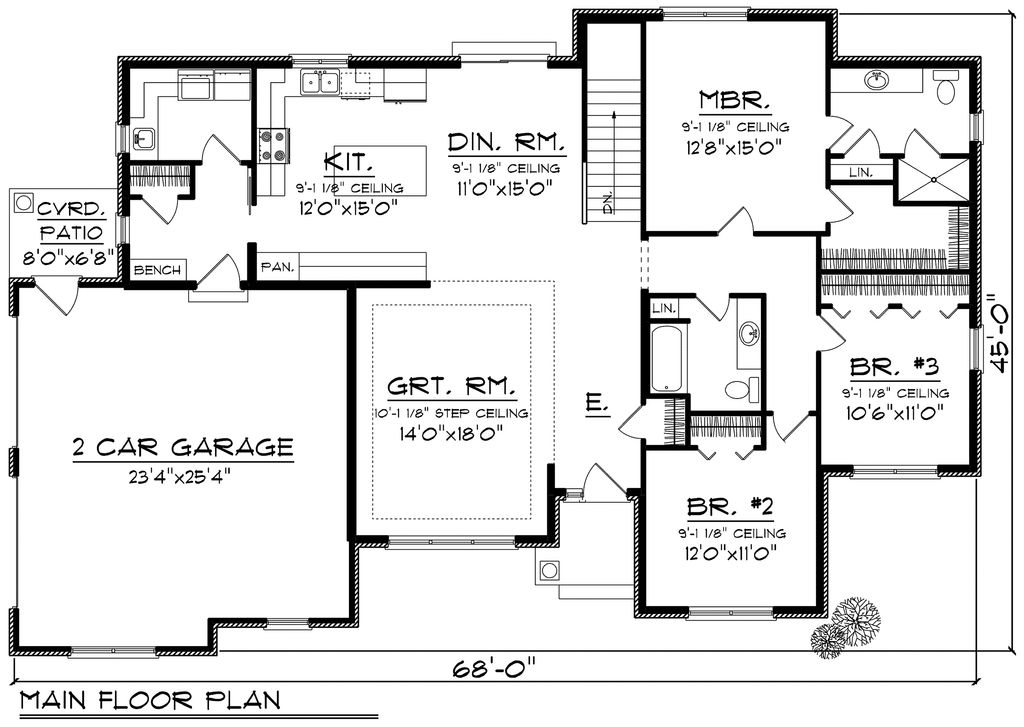 MBR.
9'-1 1/8" CEILING
12'8"x15'0"
DIN. RM.
9'-1 1/8" CEILING
11'0"x15'0"
KIT.
9'-1 1/8" CEILING
12'0"x15'0"
DN.
LIN.
CVRD.
PATIO
8'0"x6'8"
BENCH
PAN.
LIN.
45'-0"
BR. #3
9'-1 1/8" CEILING
10'6"x11'0"
GRT. RM.
10'-1 1/8" STEP CEILING
14'0"x18'0"
E.
2 CAR GARAGE
23'4"x25'4"
BR. #2
9'-1 1/8" CEILING
12'0"x11'0"
68'-0"
MAIN FLOOR PLAN